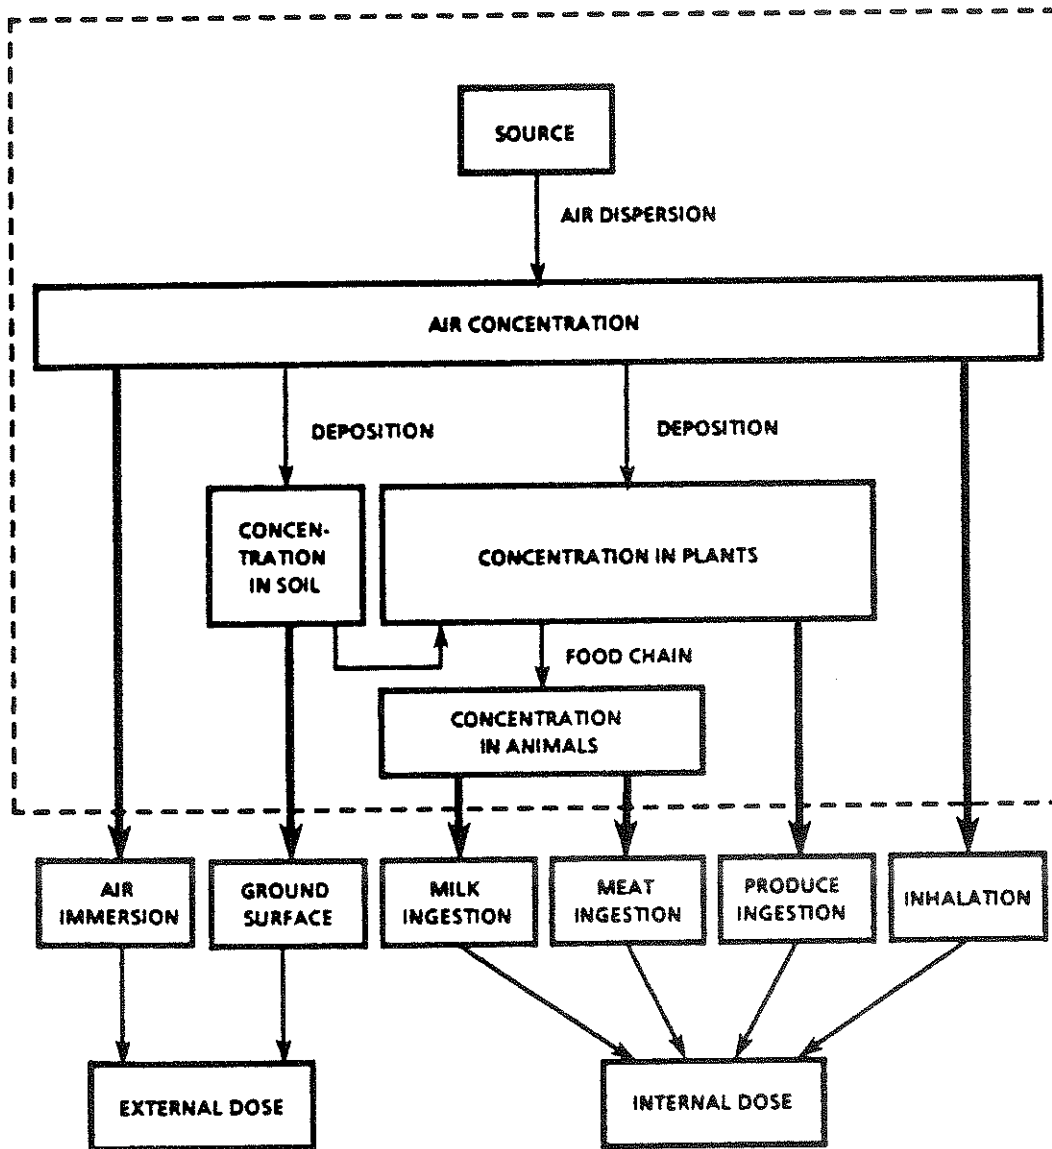 SOURCE
AIR DISPERSION
AIR CONCENTRATION
DEPOSITION
DEPOSITION
CONCEN-
TRATION
IN SOIL
CONCENTRATION IN PLANTS
FOOD CHAIN
CONCENTRATION
IN ANIMALS
AIR
IMMERSION
GROUND
SURFACE
MILK
INGESTION
MEAT
INGESTION
PRODUCE
INGESTION
INHALATION
EXTERNAL DOSE
INTERNAL DOSE